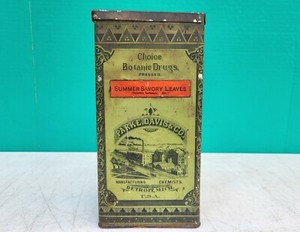 Choice
Botanic Drugs,
PRESSED.
SUMMER SAVORY LEAVES
PARKE, DAVIS & CO.
MANUFACTURING CHEMISTS,
DETROIT, MICH.
U.S.A.